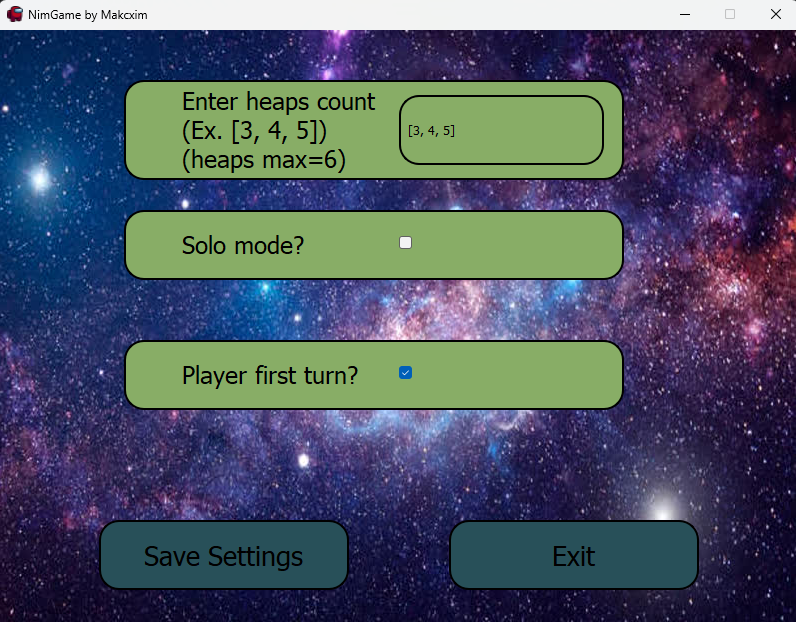 NimGame by Makcxim
Enter heaps count
(Ex. [3, 4, 5])
(heaps max=6)
[3, 4, 5]
Solo mode?
Player first turn?
Save Settings
Exit